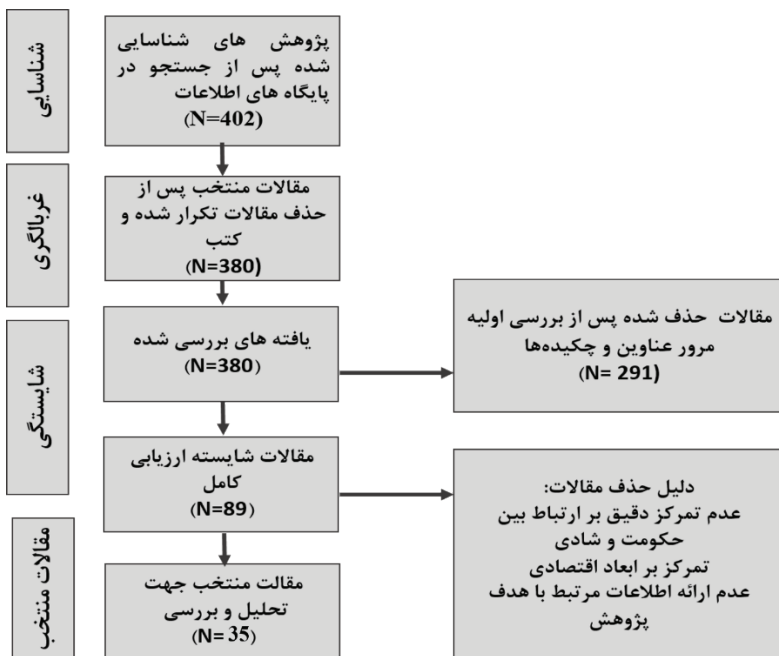 شناسایی
پژوهش های شناسایی
شده پس از جستجو در
پایگاه های اطلاعات
(N=402)
غربالگری
مقالات منتخب پس از
حذف مقالات تکرار شده و
کتب
(N=380)
شایستگی
یافته های بررسی شده
(N=380)
مقالات حذف شده پس از بررسی اولیه
مرور عناوین و چکیده‌ها
(N= 291)
مقالات شایسته ارزیابی
کامل
(N=89)
دلیل حذف مقالات:
عدم تمرکز دقیق بر ارتباط بین
حکومت و شادی
تمرکز بر ابعاد اقتصادی
عدم ارائه اطلاعات مرتبط با هدف
پژوهش
مقالات منتخب
مقالت منتخب جهت
تحلیل و بررسی
(N= 35)